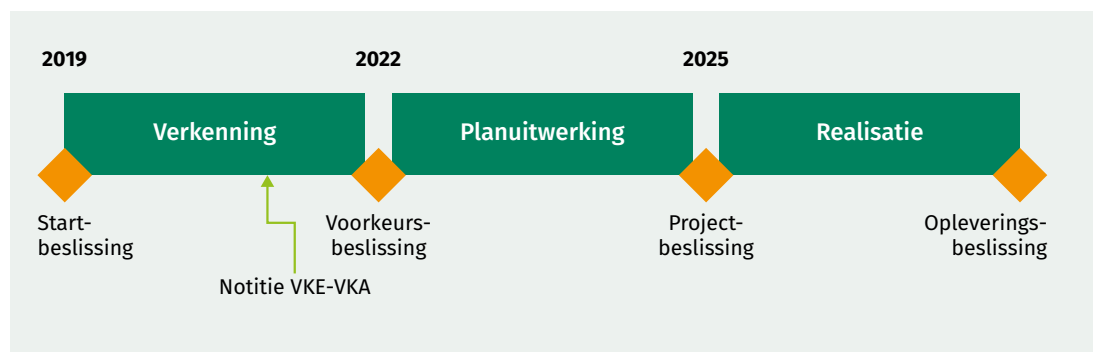 2019
2022
2025
Verkenning
Planuitwerking
Realisatie
Start-
beslissing
Voorkeurs-
beslissing
Project-
beslissing
Opleverings-
beslissing
Notitie VKE-VKA